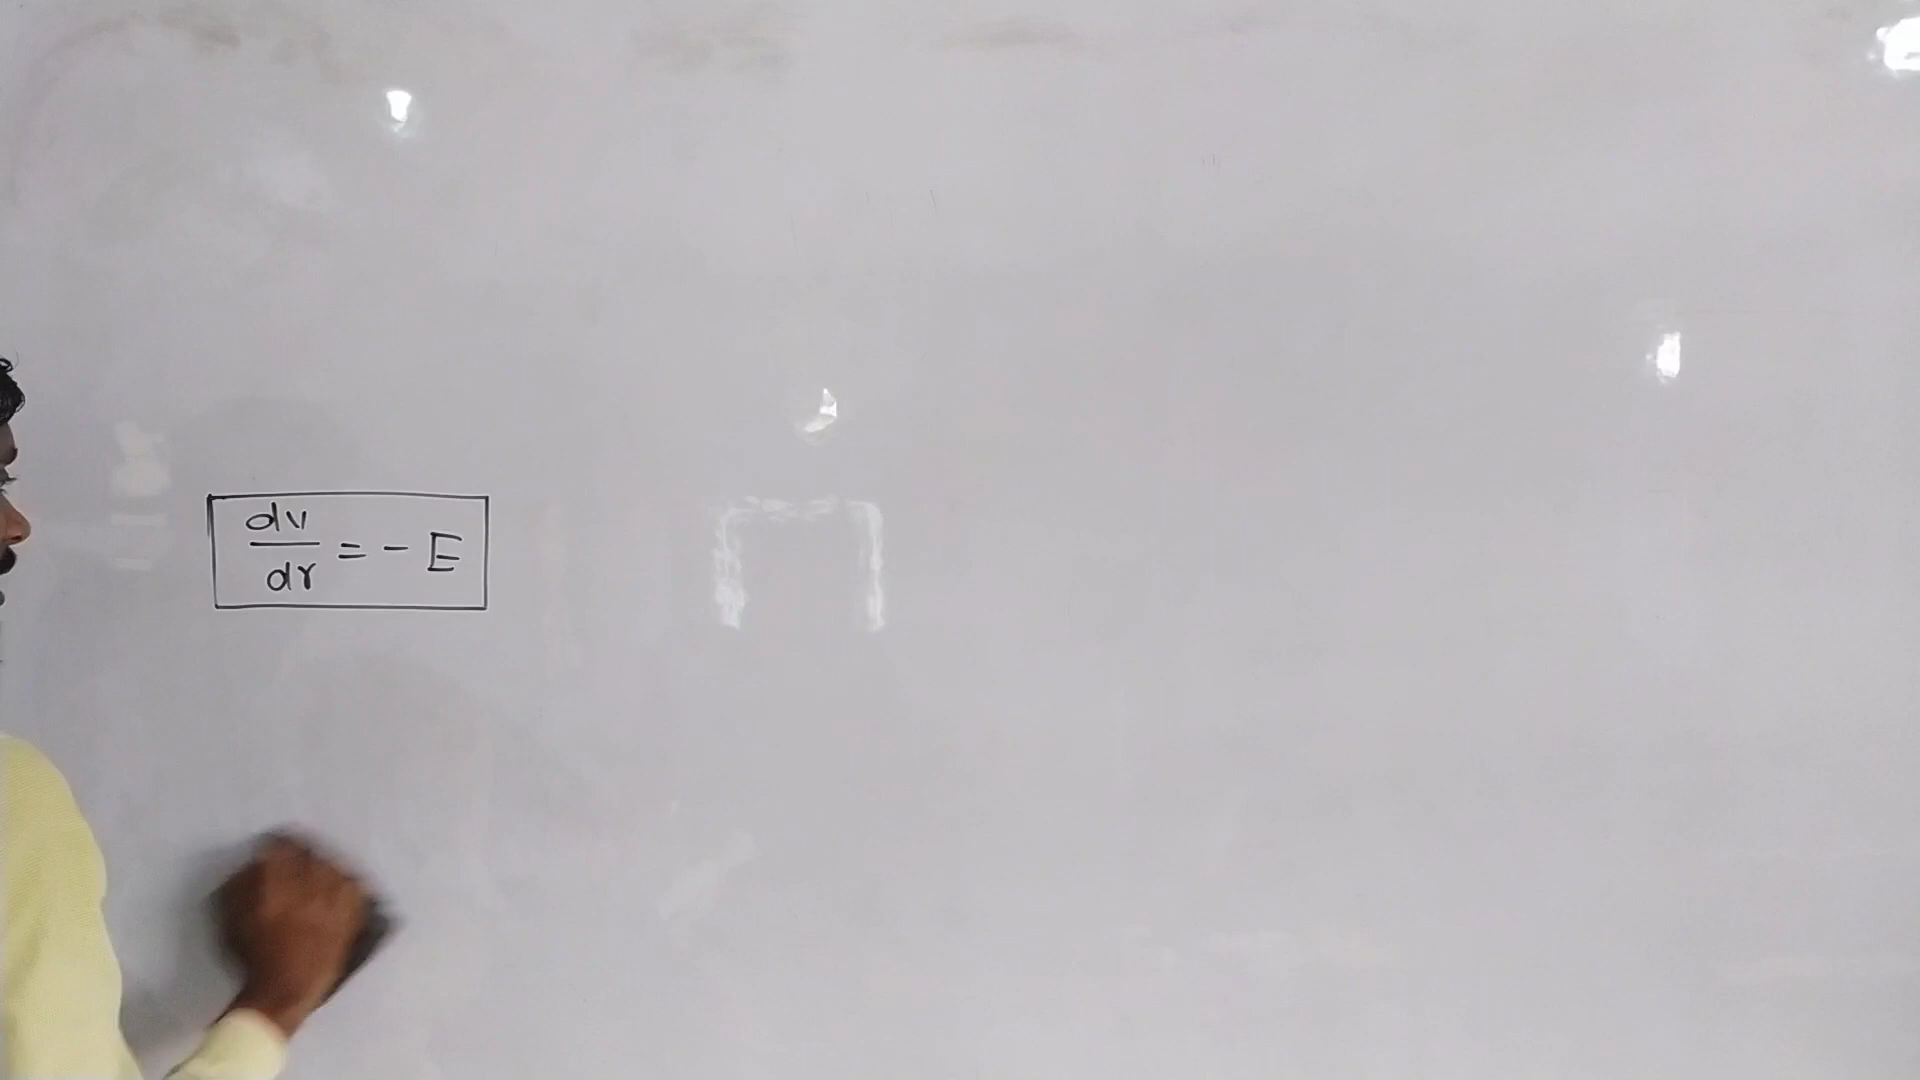 dv/dr = - E